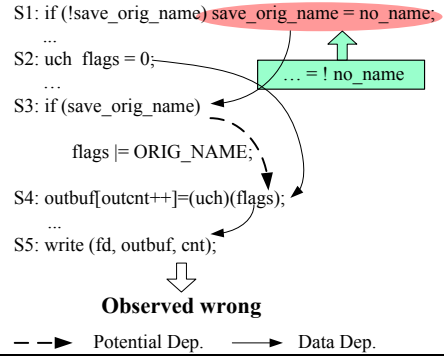 S1: if (!save_orig_name) save_orig_name = no_name;
...
S2: uch flags = 0;
… = ! no_name
…
S3: if (save_orig_name)
flags |= ORIG_NAME;
S4: outbuf[outcnt++]=(uch)(flags);
...
S5: write (fd, outbuf, cnt);
Observed wrong
Potential Dep. Data Dep.